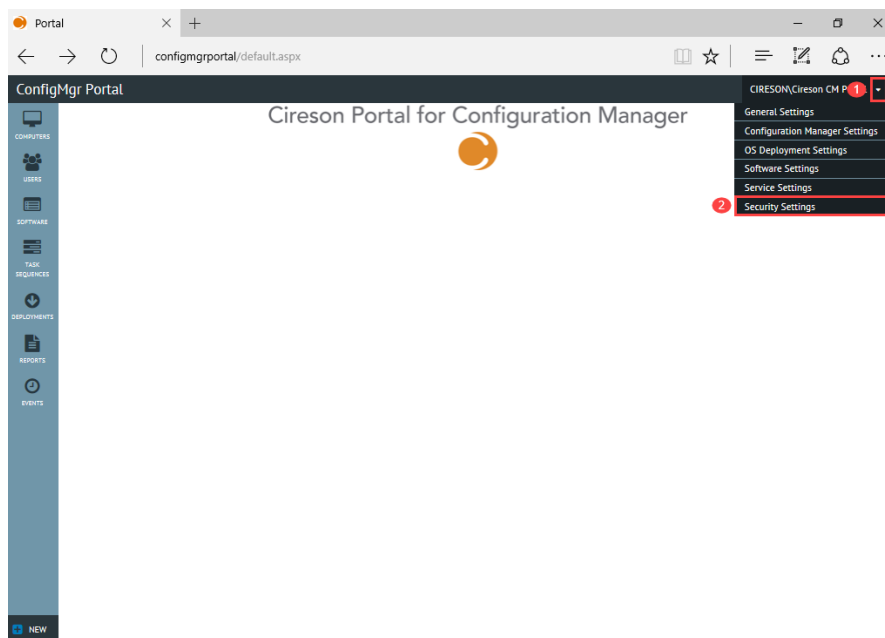 Portal
configmgrportal/default.aspx
ConfigMgr Portal
CIRESON\Cireson CM P
1
General Settings
Configuration Manager Settings
OS Deployment Settings
Software Settings
Service Settings
2 Security Settings
Cireson Portal for Configuration Manager
COMPUTERS
USERS
SOFTWARE
TASK
SEQUENCES
DEPLOYMENTS
REPORTS
EVENTS
NEW